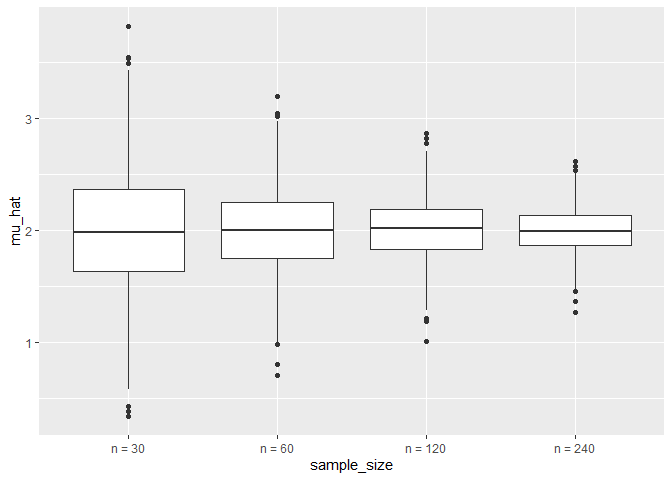 mu_hat
3
2
1
n = 30
n = 60
n = 120
n = 240
sample_size